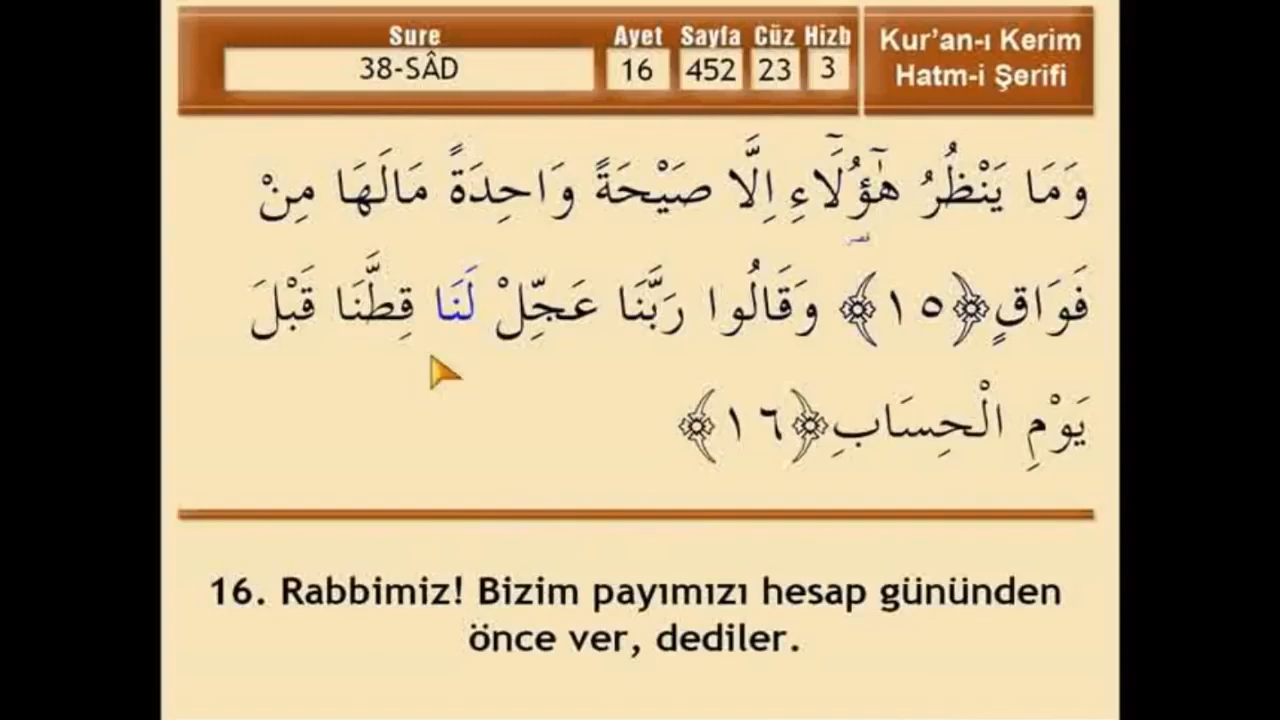 Sure Ayet Sayfa Cüz Hizb
38-SÂD 16 452 23 3
Kur'an-ı Kerim
Hatm-i Şerifi
وَمَا يَنْظُرُ هٰٓؤُ۬لَٓاءِ اِلَّا صَيْحَةً وَاحِدَةً مَالَهَا مِنْ
فَوَاقٍ ﴿١٥﴾ وَقَالُوا رَبَّنَا عَجِّلْ لَنَا قِطَّنَا قَبْلَ
يَوْمِ الْحِسَابِ ﴿١٦﴾
16. Rabbimiz! Bizim payımızı hesap gününden
önce ver, dediler.